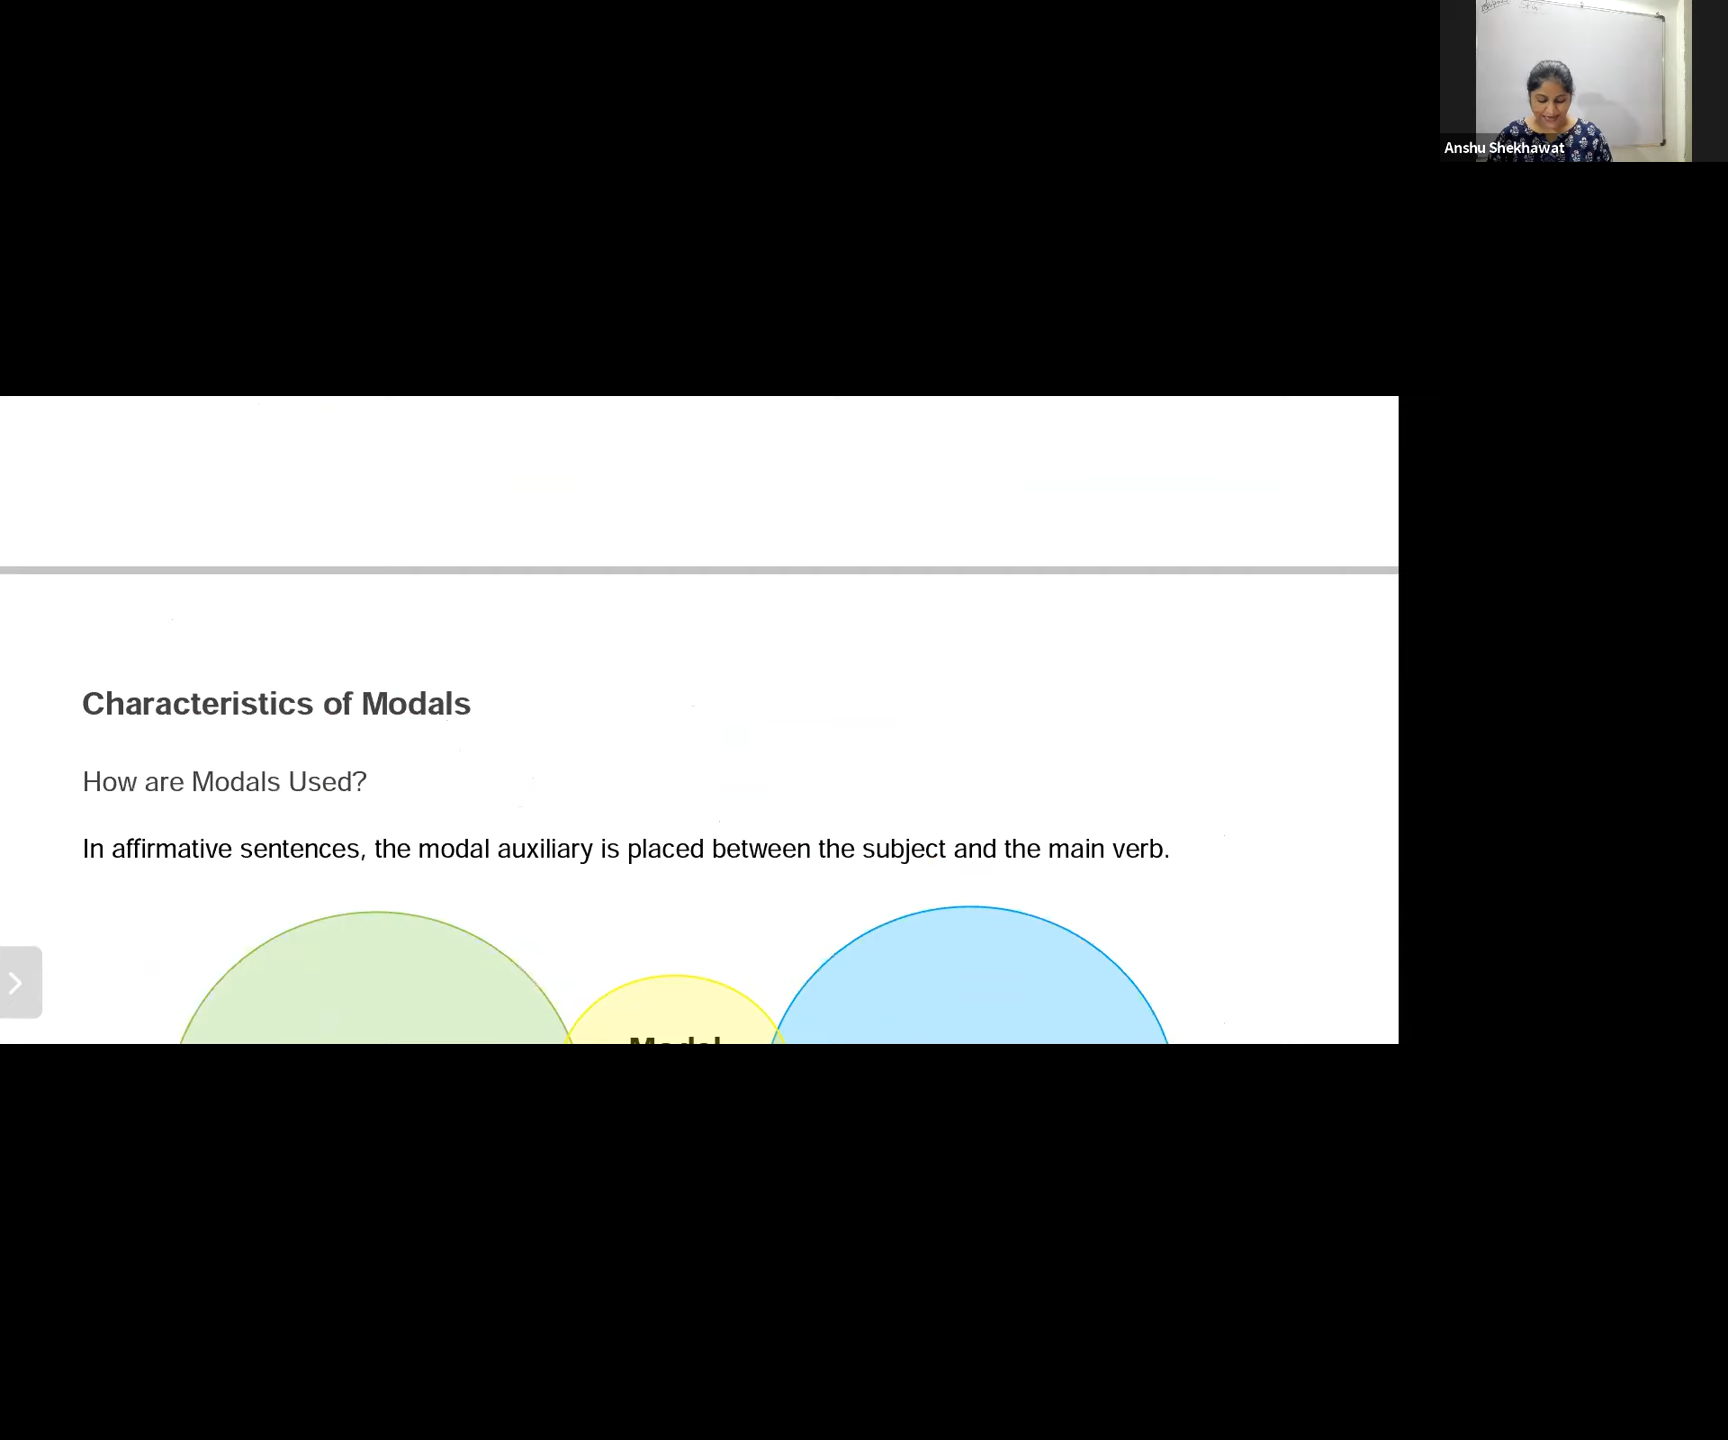 Anshu Shekhawat
Characteristics of Modals
How are Modals Used?
In affirmative sentences, the modal auxiliary is placed between the subject and the main verb.
Modal